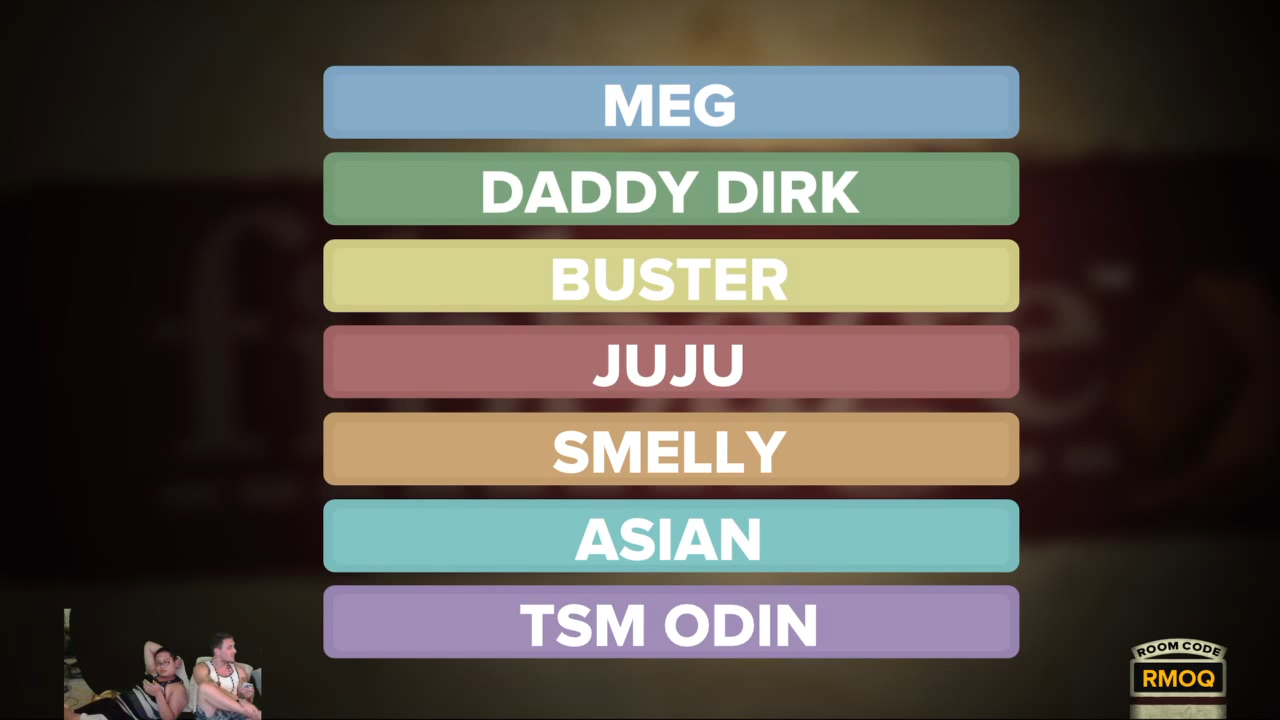 MEG
DADDY DIRK
BUSTER
JUJU
SMELLY
ASIAN
TSM ODIN
ROOM CODE
RMOQ